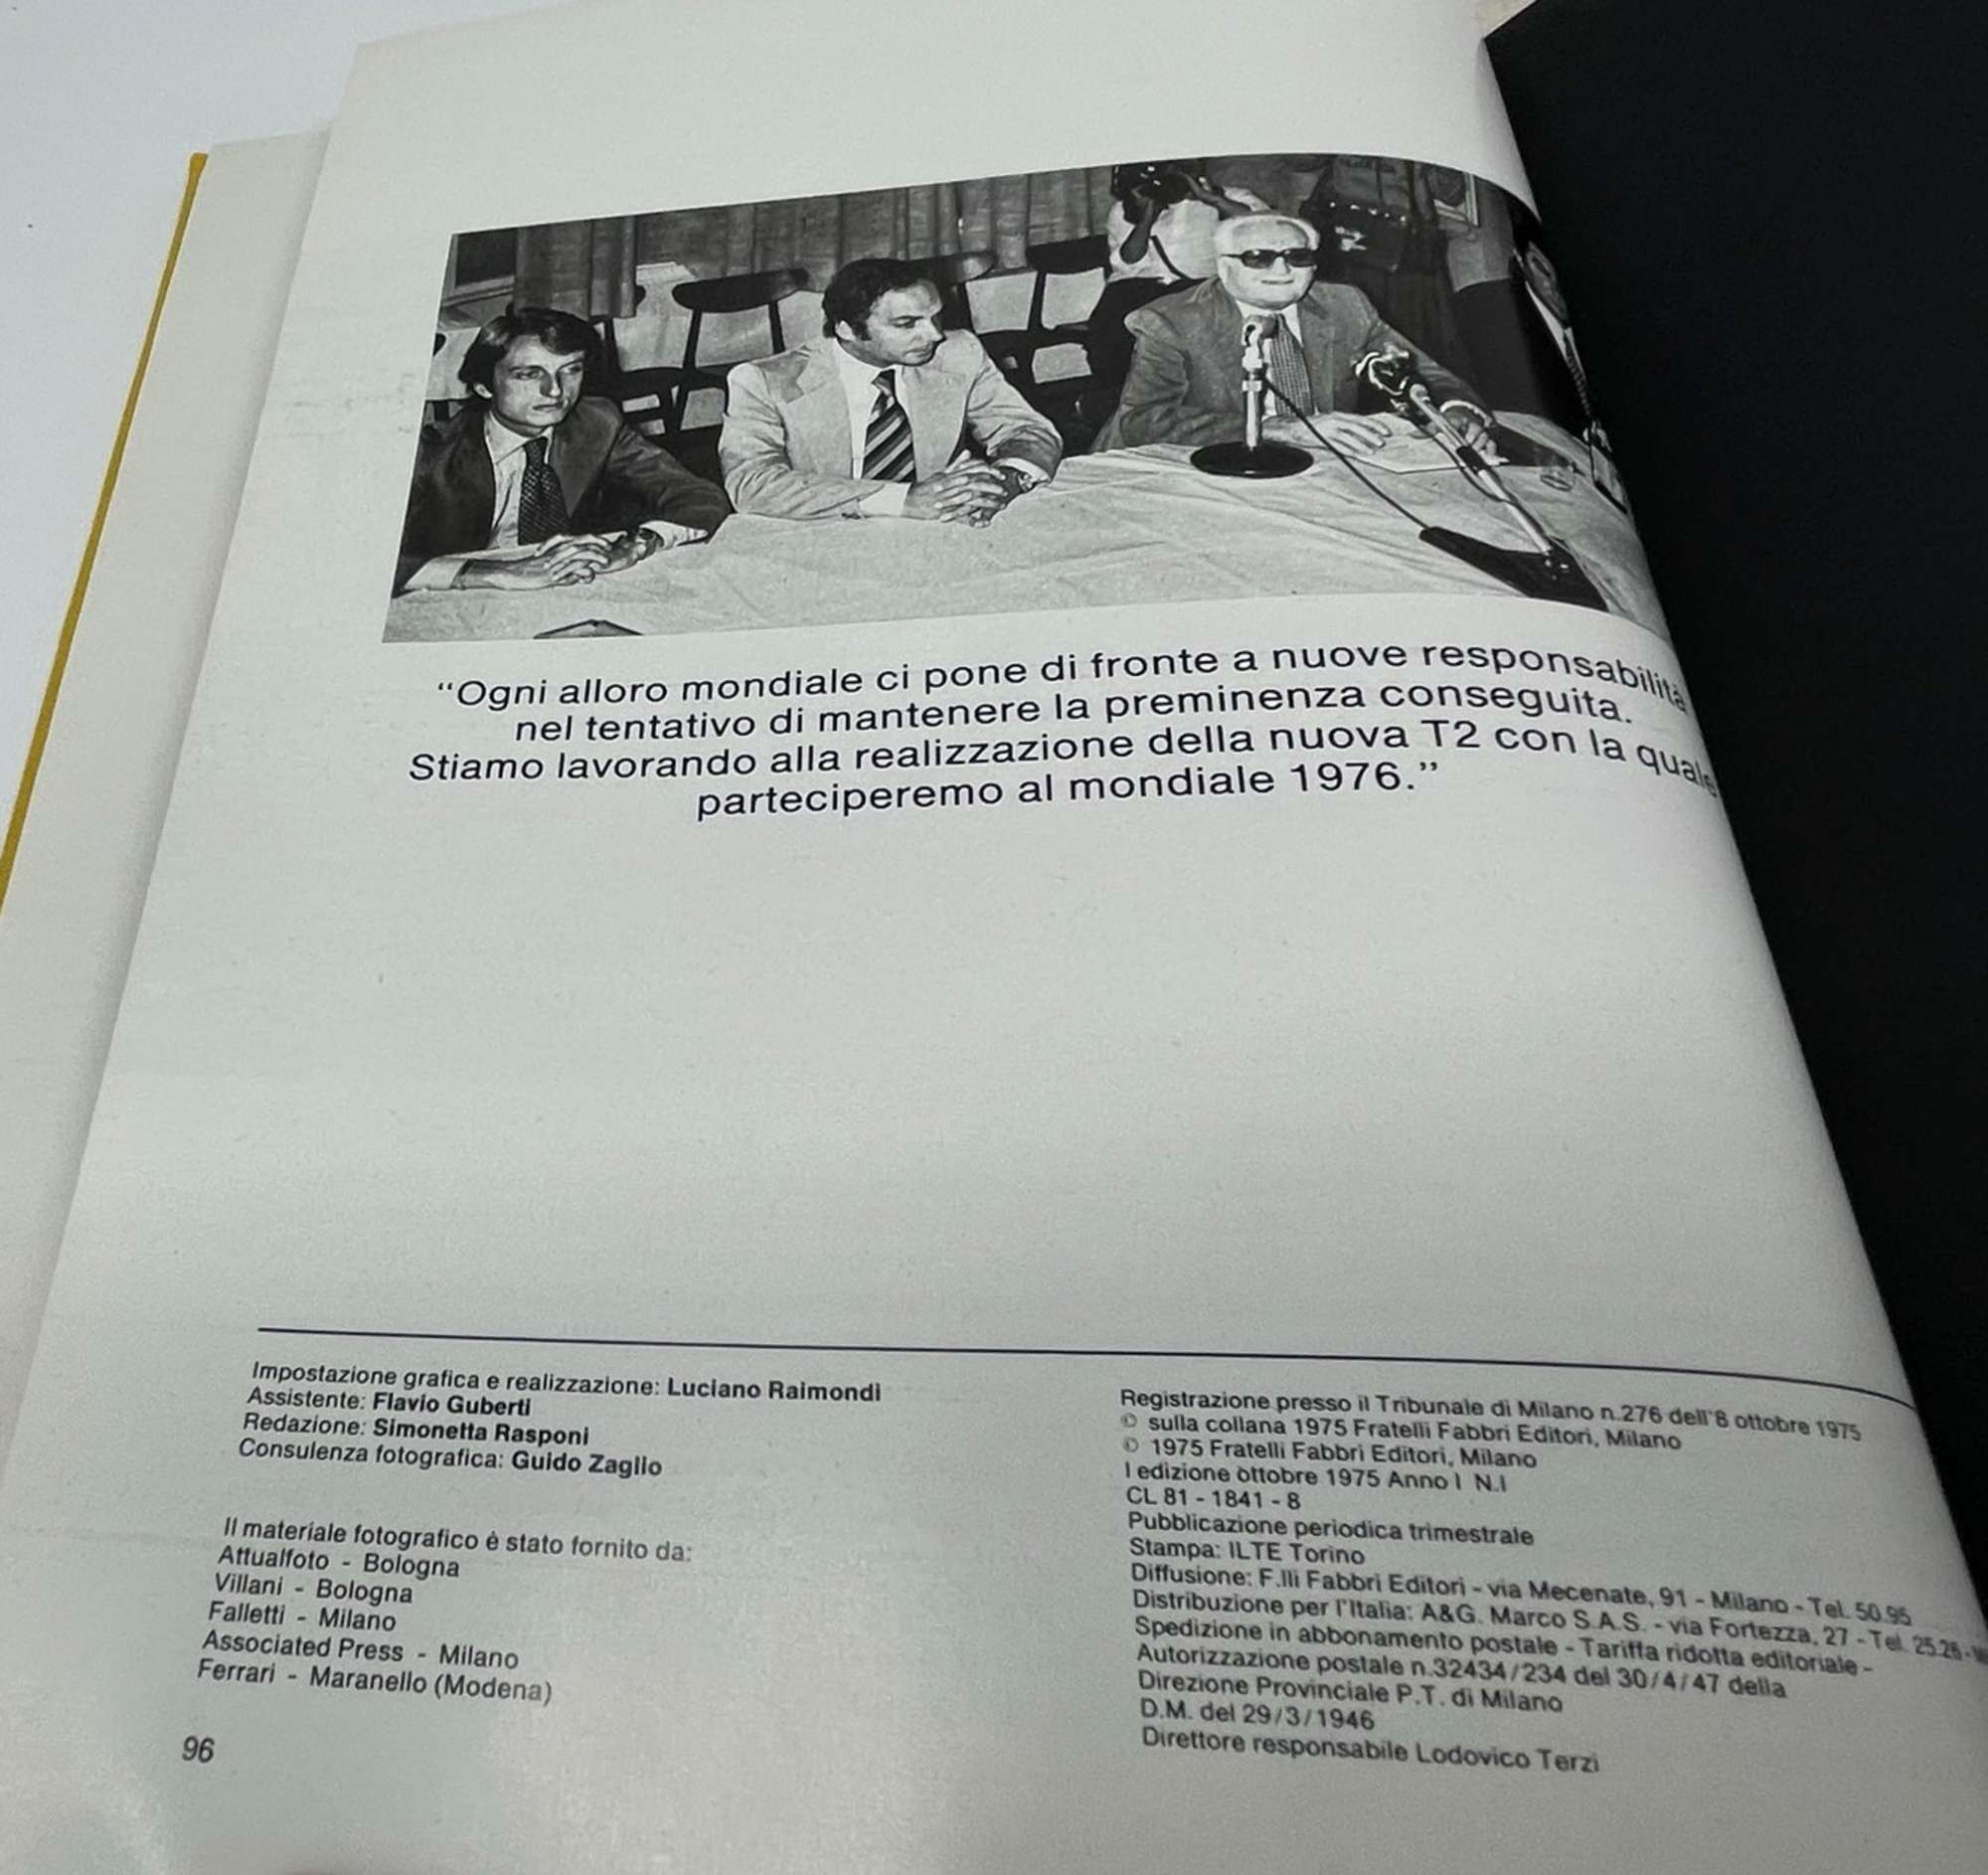 “Ogni alloro mondiale ci pone di fronte a nuove responsabilità
nel tentativo di mantenere la preminenza conseguita.
Stiamo lavorando alla realizzazione della nuova T2 con la quale
parteciperemo al mondiale 1976.”
Impostazione grafica e realizzazione: Luciano Raimondi
Assistente: Flavio Guberti
Redazione: Simonetta Rasponi
Consulenza fotografica: Guido Zaglio
Il materiale fotografico è stato fornito da:
Attualfoto - Bologna
Villani - Bologna
Falletti - Milano
Associated Press - Milano
Ferrari - Maranello (Modena)
96
Registrazione presso il Tribunale di Milano n.276 dell'8 ottobre 1975
© sulla collana 1975 Fratelli Fabbri Editori, Milano
© 1975 Fratelli Fabbri Editori, Milano
I edizione ottobre 1975 Anno I N.I
CL 81 - 1841 - 8
Pubblicazione periodica trimestrale
Stampa: ILTE Torino
Diffusione: F.lli Fabbri Editori - via Mecenate, 91 - Milano - Tel. 50.95
Distribuzione per l'Italia: A&G. Marco S.A.S. - via Fortezza, 27 - Tel. 25.26 -
Spedizione in abbonamento postale - Tariffa ridotta editoriale -
Autorizzazione postale n.32434/234 del 30/4/47 della
Direzione Provinciale P.T. di Milano
D.M. del 29/3/1946
Direttore responsabile Lodovico Terzi